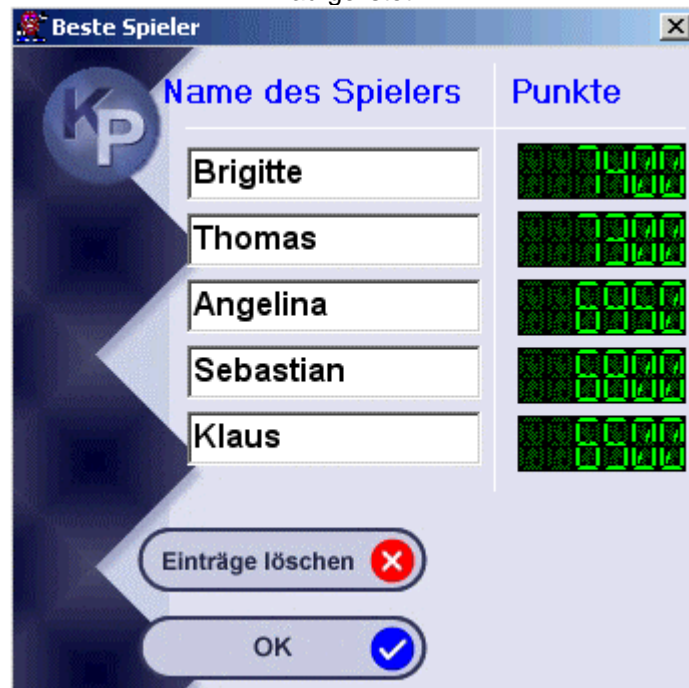 Beste Spieler
KP
Name des Spielers Punkte
Brigitte 7400
Thomas 7300
Angelina 6950
Sebastian 6800
Klaus 6500
Einträge löschen
OK